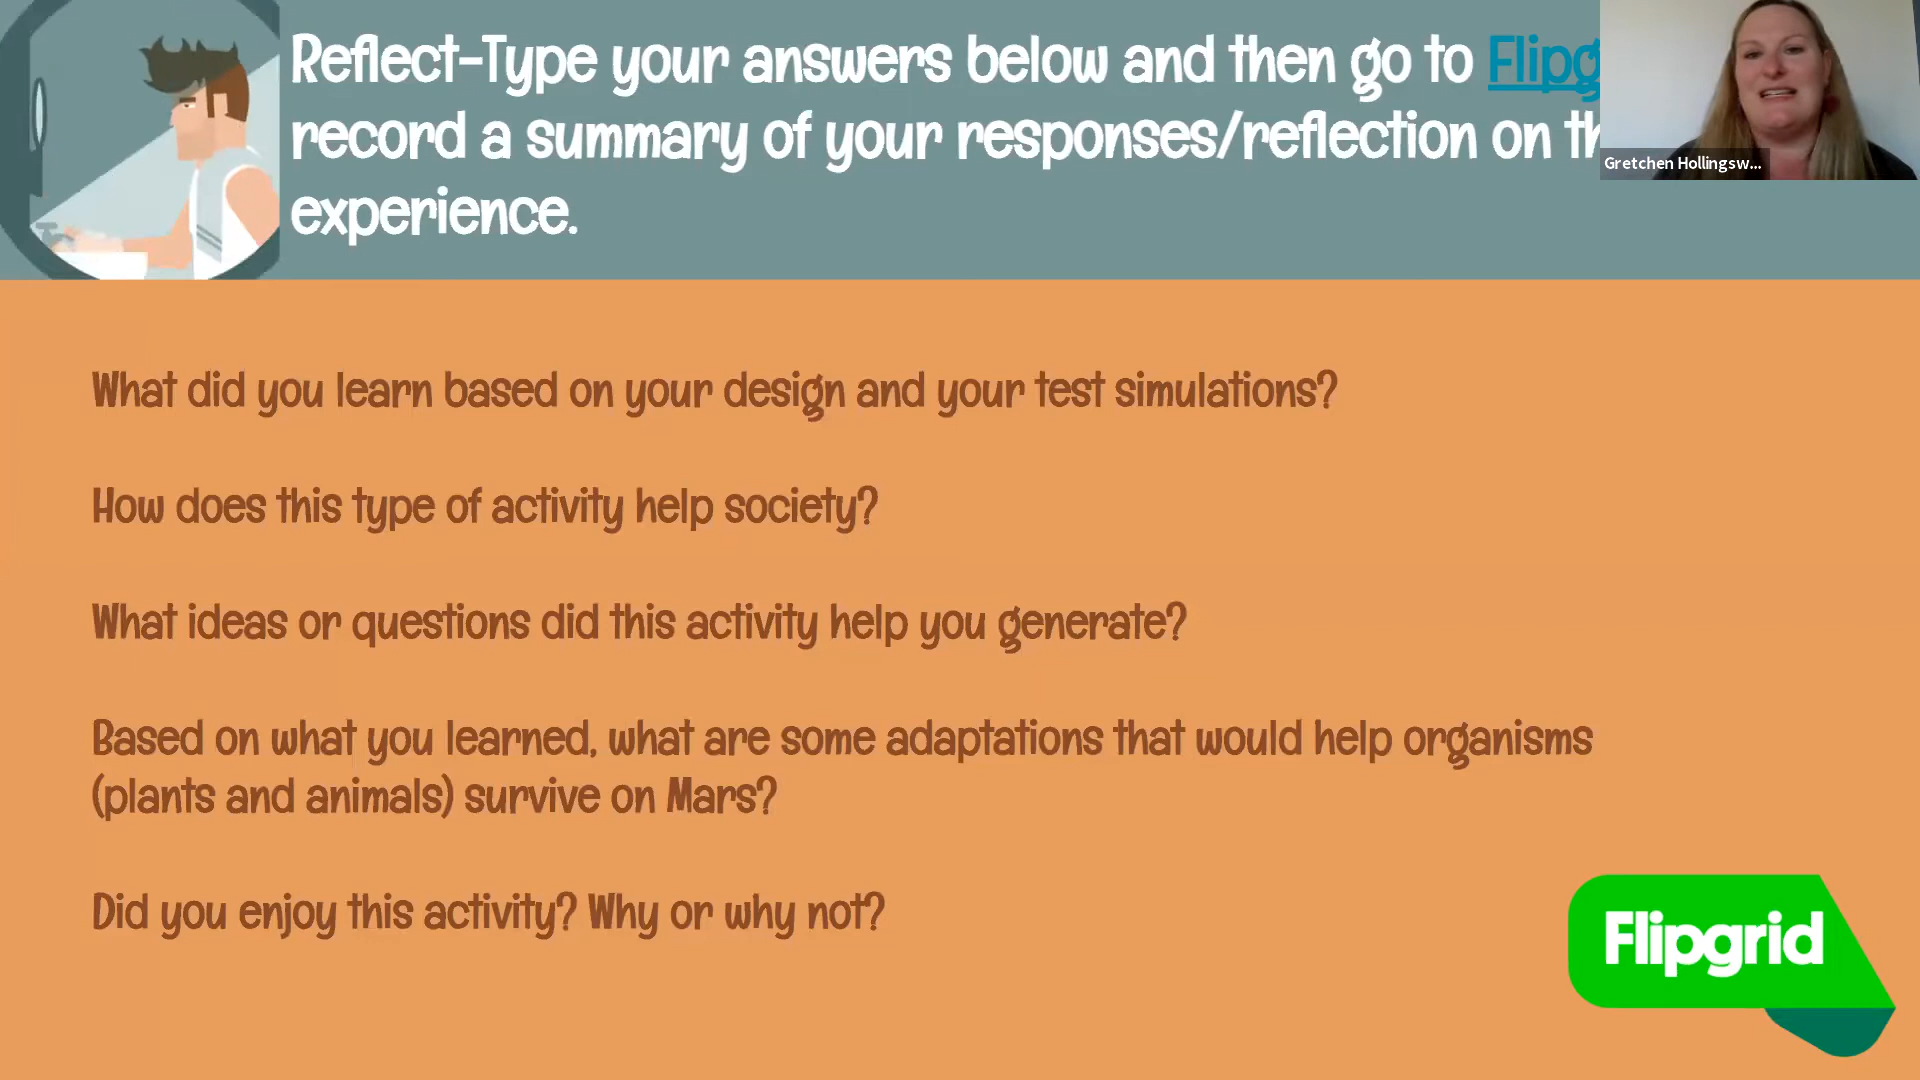 Reflect-Type your answers below and then go to
record a summary of your responses/reflection on
experience.
Gretchen Hollingsw...
What did you learn based on your design and your test simulations?
How does this type of activity help society?
What ideas or questions did this activity help you generate?
Based on what you learned, what are some adaptations that would help organisms
(plants and animals) survive on Mars?
Did you enjoy this activity? Why or why not?
Flipgrid